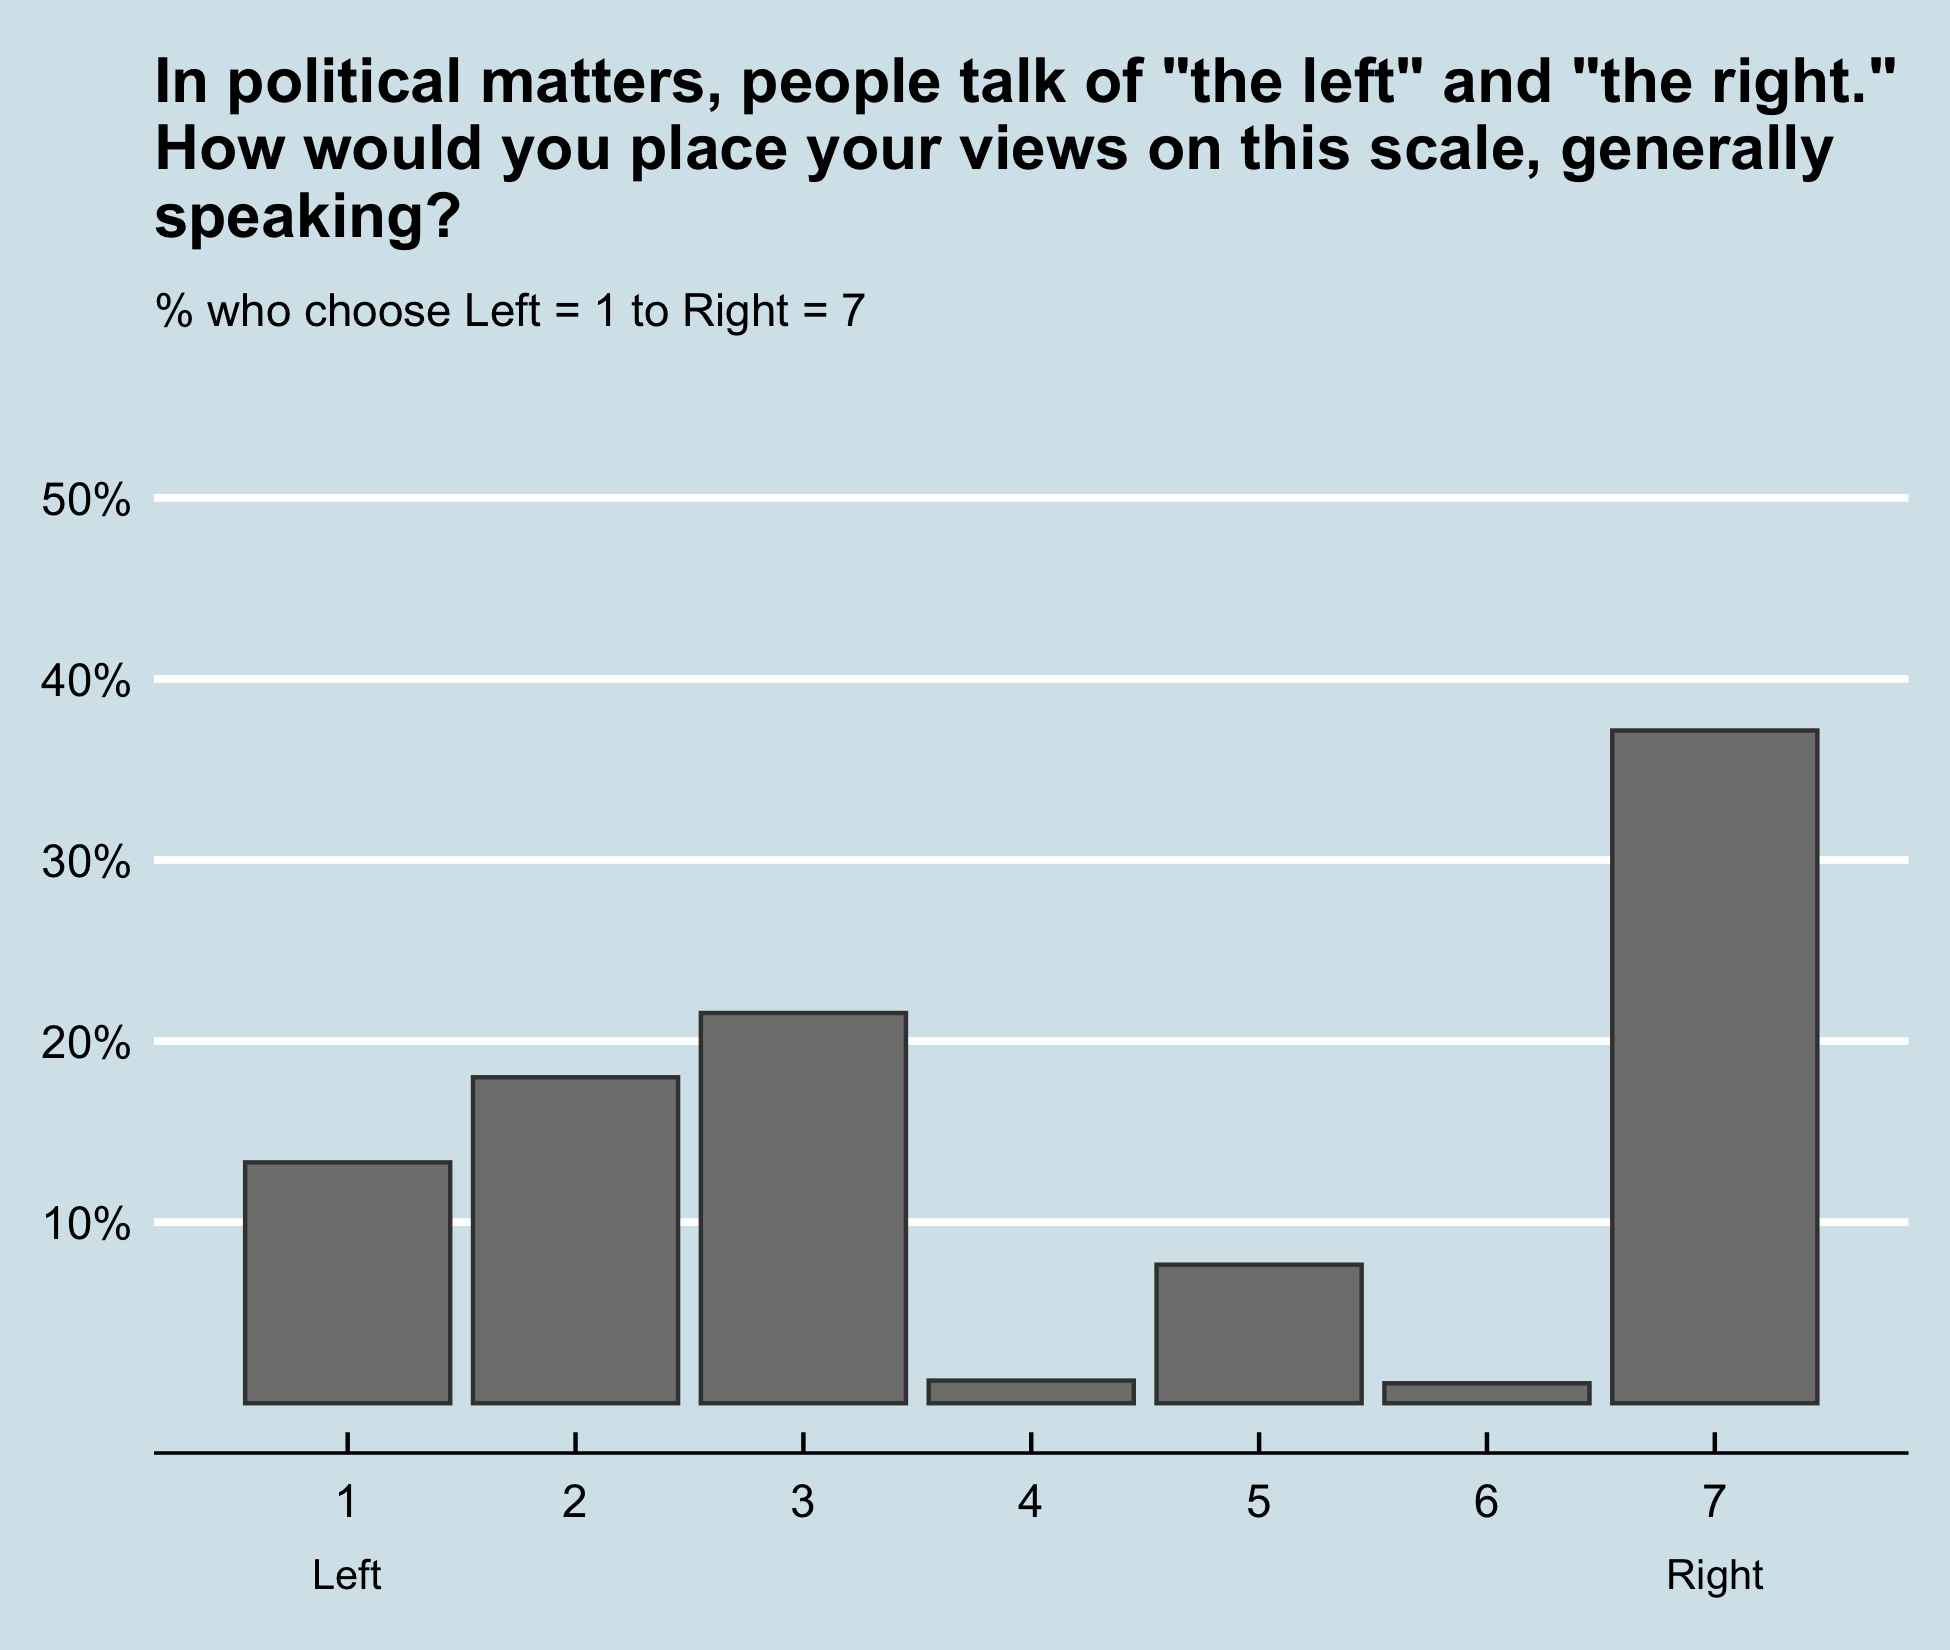 In political matters, people talk of "the left" and "the right."
How would you place your views on this scale, generally
speaking?
% who choose Left = 1 to Right = 7
50%
40%
30%
20%
10%
1 2 3 4 5 6 7
Left Right